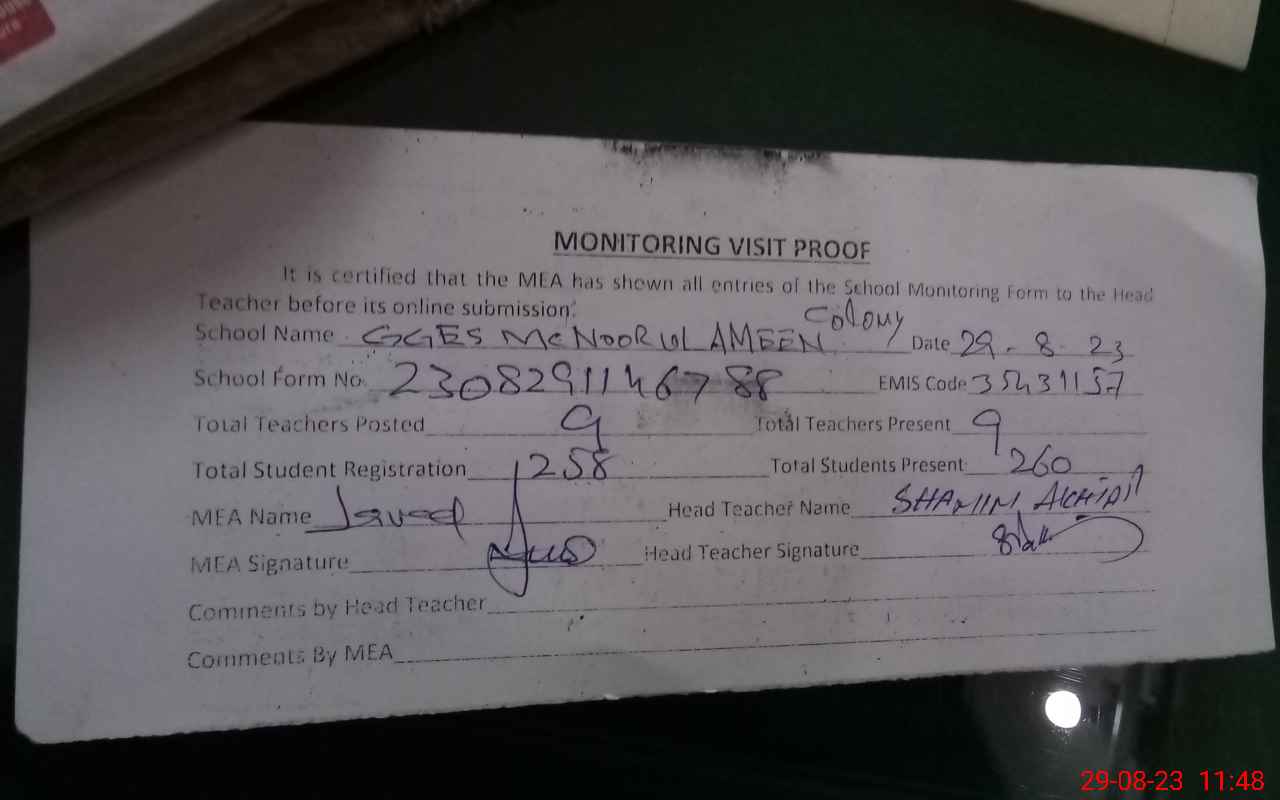 MONITORING VISIT PROOF
It is certified that the MEA has shown all entries of the School Monitoring Form to the Head
Teacher before its online submission.
School Name GGES MC NOOR UL AMEEN Colony Date 29-8-23
School Form No. 2308291146788 EMIS Code 35431157
Total Teachers Posted 9 Total Teachers Present 9
Total Student Registration 258 Total Students Present 260
MEA Name Javed Head Teacher Name SHAMIM AKHTAR
MEA Signature Head Teacher Signature
Comments by Head Teacher
Comments By MEA
29-08-23 11:48